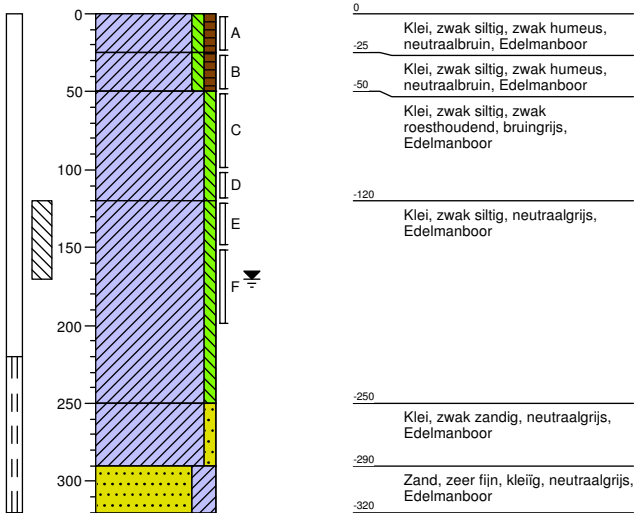 0
50
100
150
200
250
300
A
B
C
D
E
F
0
Klei, zwak siltig, zwak humeus,
neutraalbruin, Edelmanboor
-25
Klei, zwak siltig, zwak humeus,
neutraalbruin, Edelmanboor
-50
Klei, zwak siltig, zwak
roesthoudend, bruingrijs,
Edelmanboor
-120
Klei, zwak siltig, neutraalgrijs,
Edelmanboor
-250
Klei, zwak zandig, neutraalgrijs,
Edelmanboor
-290
Zand, zeer fijn, kleiïg, neutraalgrijs,
Edelmanboor
-320